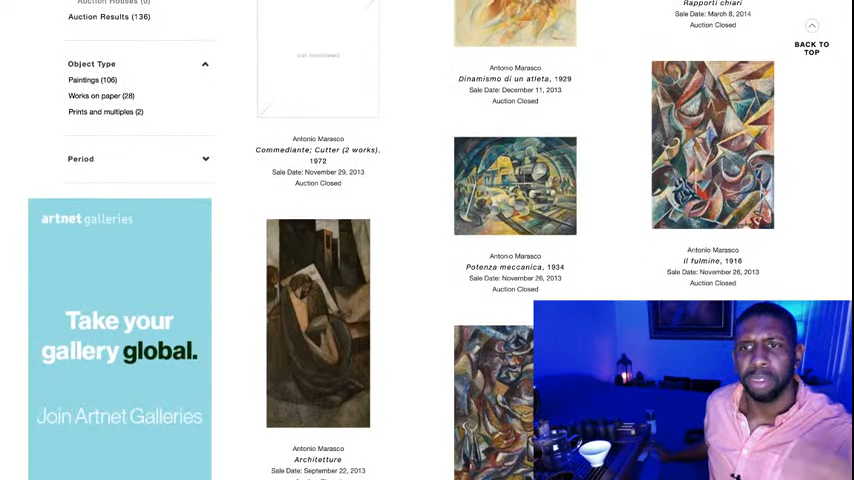 Auction Houses (0)
Auction Results (136)
Object Type
Paintings (106)
Works on paper (28)
Prints and multiples (2)
Period
artnet galleries
Take your
gallery global.
Join Artnet Galleries
NOT ILLUSTRATED
Antonio Marasco
Commediante; Cutter (2 works),
1972
Sale Date: November 29, 2013
Auction Closed
Antonio Marasco
Architetture
Sale Date: September 22, 2013
Antonio Marasco
Dinamismo di un atleta, 1929
Sale Date: December 11, 2013
Auction Closed
Antonio Marasco
Potenza meccanica, 1934
Sale Date: November 26, 2013
Auction Closed
Rapporti chiari
Sale Date: March 8, 2014
Auction Closed
Antonio Marasco
Il fulmine, 1916
Sale Date: November 26, 2013
Auction Closed
BACK TO
TOP